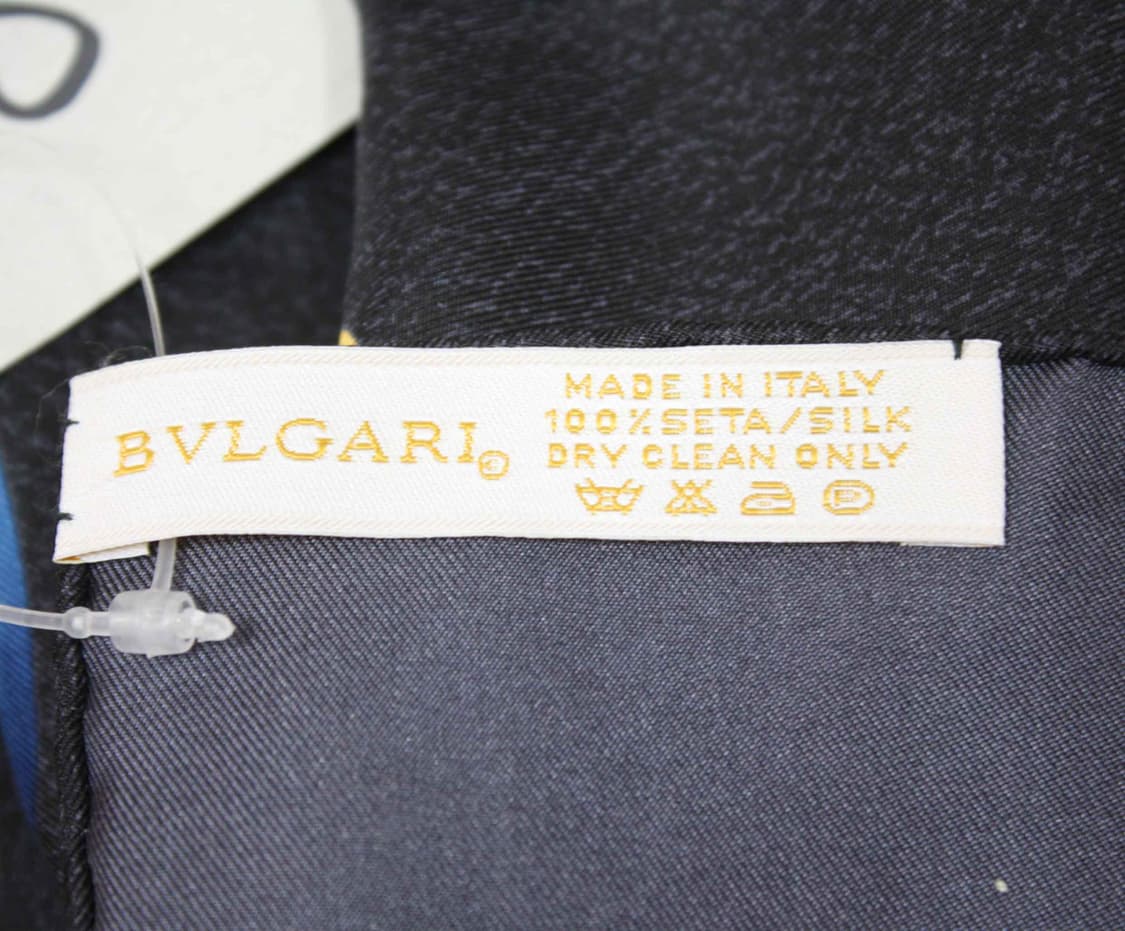 BVLGARI®
MADE IN ITALY
100%SETA/SILK
DRY CLEAN ONLY
P